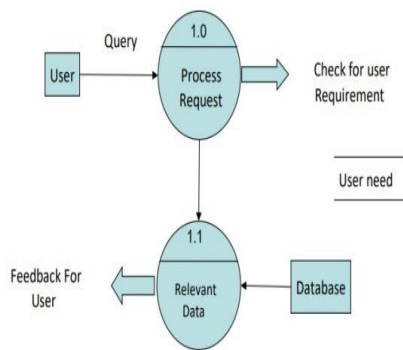 1.0
Query
User
Process
Request
Check for user
Requirement
User need
1.1
Feedback For
User
Relevant
Data
Database